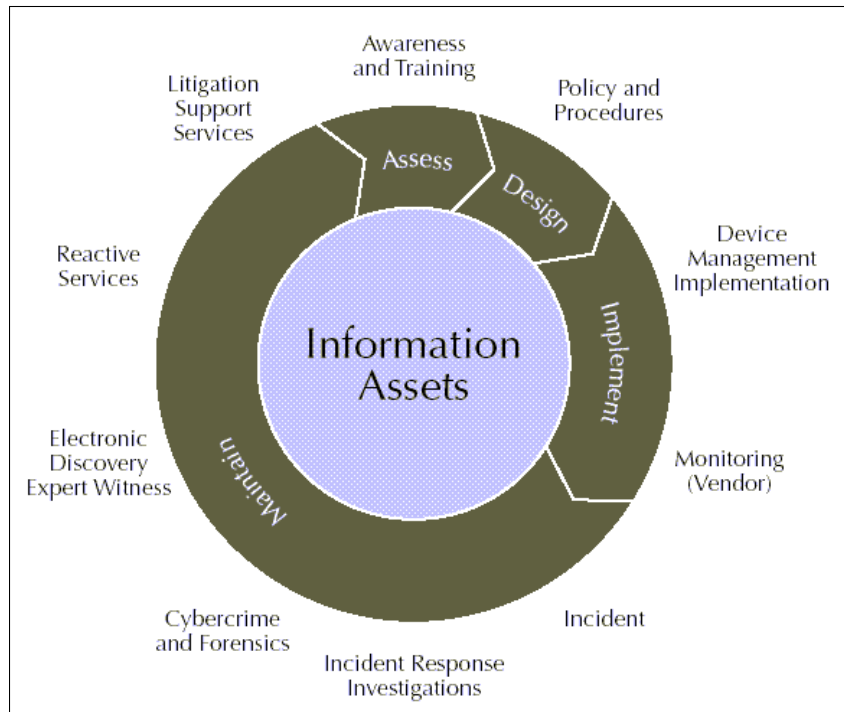 Awareness
and Training
Policy and
Procedures
Device
Management
Implementation
Monitoring
(Vendor)
Incident
Incident Response
Investigations
Cybercrime
and Forensics
Electronic
Discovery
Expert Witness
Reactive
Services
Litigation
Support
Services
Assess
Design
Implement
Maintain
Information
Assets